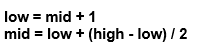 low = mid + 1
mid = low + (high - low) / 2